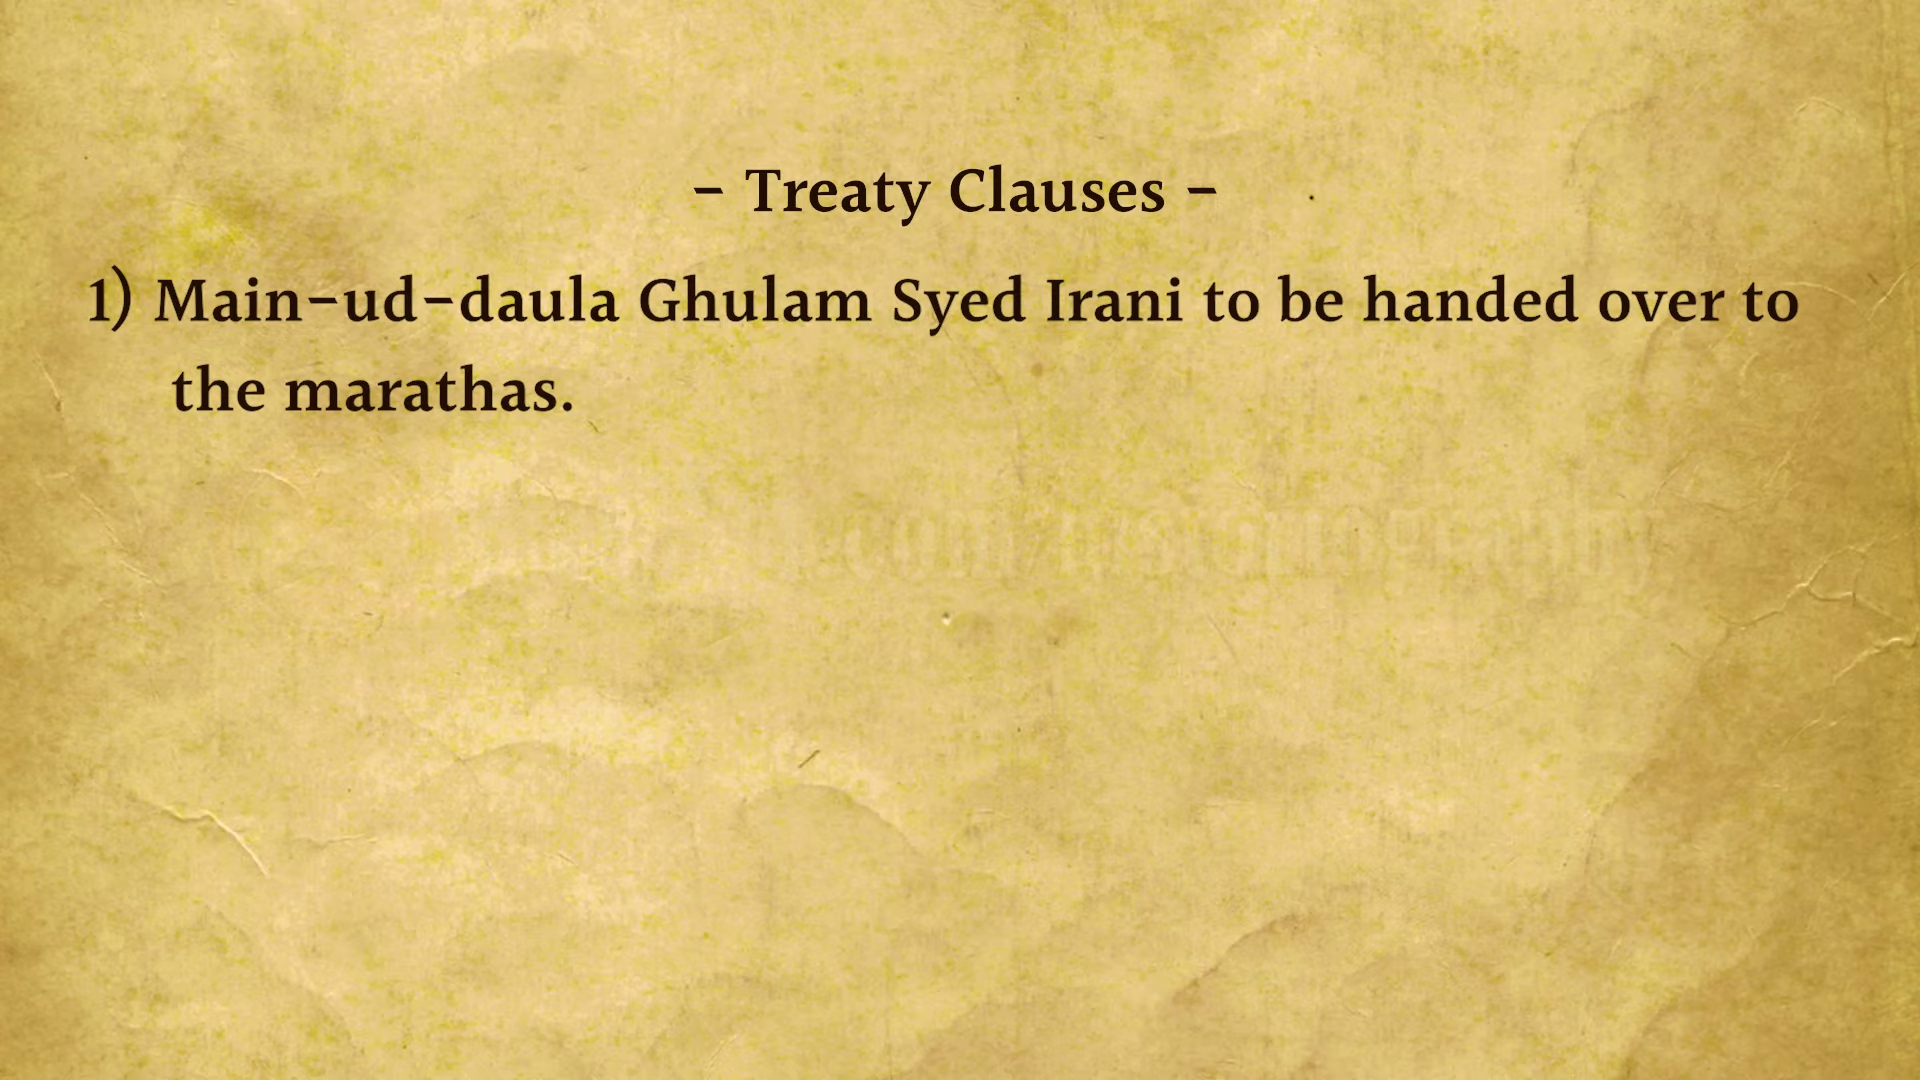 - Treaty Clauses -
1) Main-ud-daula Ghulam Syed Irani to be handed over to
the marathas.